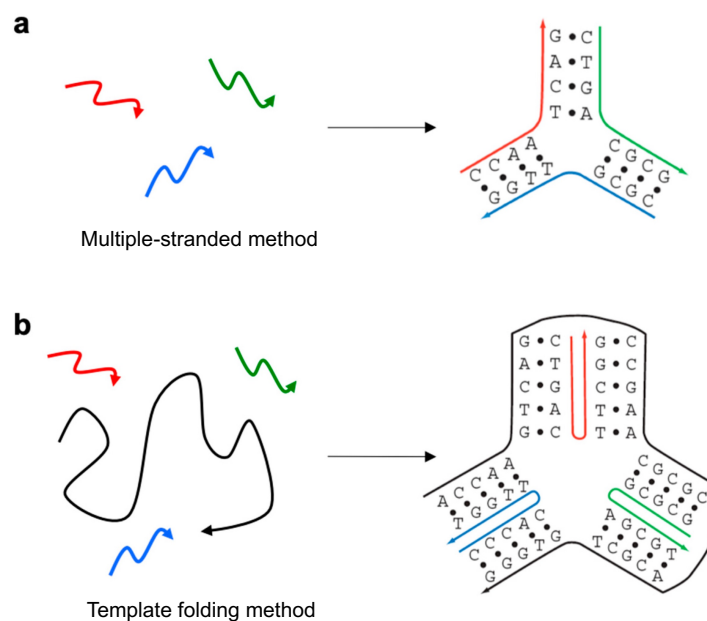 a
G • C
A • T
C • G
T • A
C C A A
G G T T
C G C G
G C G C
Multiple-stranded method
b
G • C G • C
A • T G • C
C • G C • G
T • A T • A
G • C T • A
A C C A A
T G G T T
C C C A C
G G G T G
C G C G C
G C G C G
A G C G T
T C G C A
Template folding method